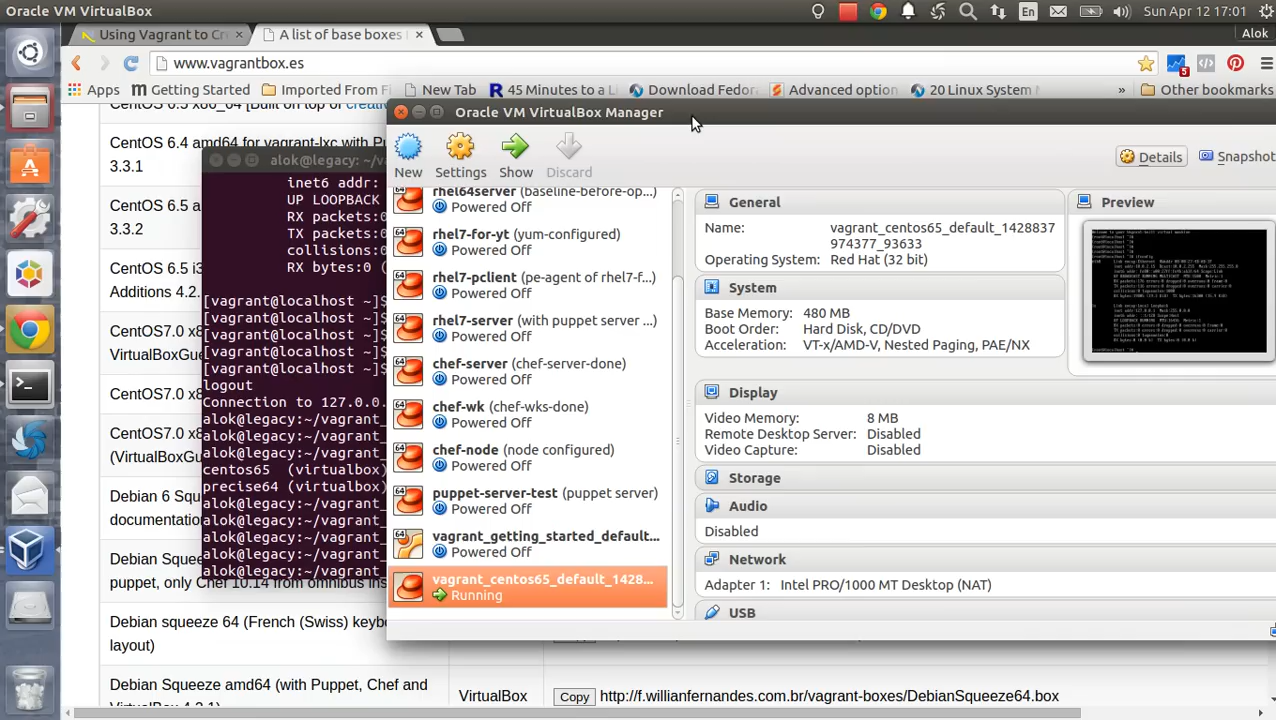 Oracle VM VirtualBox
En
Sun Apr 12 17:01
Using Vagrant to Cr
A list of base boxes
Alok
www.vagrantbox.es
5
Apps
Getting Started
Imported From
New Tab
45 Minutes to a Li
Download Fedor
Advanced option
20 Linux System
Other bookmarks
CentOS 6.4 amd64 for vagrant-lxc with Pu
3.3.1
CentOS 6.5 a
3.3.2
CentOS 6.5 i3
Additions 4.2.
CentOS7.0 x8
VirtualBoxGu
CentOS7.0 x8
CentOS7.0 x8
(VirtualBoxGu
Debian 6 Squ
documentatio
Debian Squee
puppet, only Chef 10.14 from omnibus ins
Debian squeeze 64 (French (Swiss) keybo
layout)
Debian Squeeze amd64 (with Puppet, Chef and
VirtualBox
Copy
http://f.willianfernandes.com.br/vagrant-boxes/DebianSqueeze64.box
alok@legacy: ~/va
inet6 addr:
UP LOOPBACK
RX packets:0
TX packets:0
collisions:
RX bytes:0 (
[vagrant@localhost ~]$
[vagrant@localhost ~]$
[vagrant@localhost ~]$
[vagrant@localhost ~]$
[vagrant@localhost ~]$
logout
Connection to 127.0.0.
alok@legacy:~/vagrant_
alok@legacy:~/vagrant_
alok@legacy:~/vagrant_
centos65  (virtualbox)
precise64 (virtualbox)
alok@legacy:~/vagrant_
alok@legacy:~/vagrant_
alok@legacy:~/vagrant_
alok@legacy:~/vagrant_
alok@legacy:~/vagrant_
Oracle VM VirtualBox Manager
New
Settings
Show
Discard
Details
Snapshot
rhel64server (baseline-before-op...)
Powered Off
rhel7-for-yt (yum-configured)
Powered Off
Powered Off
(with puppet server ...)
Powered Off
chef-server (chef-server-done)
Powered Off
chef-wk (chef-wks-done)
Powered Off
chef-node (node configured)
Powered Off
puppet-server-test (puppet server)
Powered Off
vagrant_getting_started_default...
Powered Off
vagrant_centos65_default_1428...
Running
General
Name: vagrant_centos65_default_1428837
974377_93633
Operating System: Red Hat (32 bit)
System
Base Memory: 480 MB
Boot Order: Hard Disk, CD/DVD
Acceleration: VT-x/AMD-V, Nested Paging, PAE/NX
Preview
Display
Video Memory: 8 MB
Remote Desktop Server: Disabled
Video Capture: Disabled
Storage
Audio
Disabled
Network
Adapter 1: Intel PRO/1000 MT Desktop (NAT)
USB